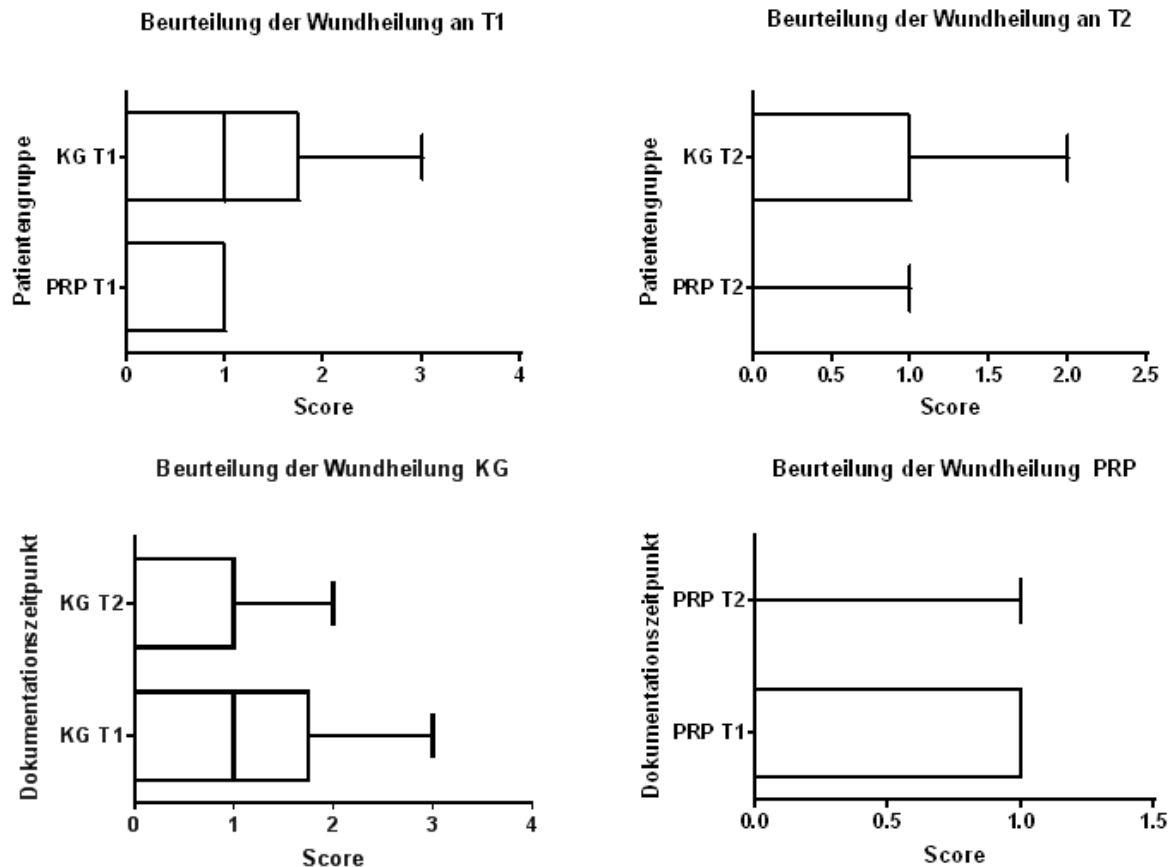 Beurteilung der Wundheilung an T1
Patientengruppe
KG T1
PRP T1
0 1 2 3 4
Score
Beurteilung der Wundheilung an T2
Patientengruppe
KG T2
PRP T2
0.0 0.5 1.0 1.5 2.0 2.5
Score
Beurteilung der Wundheilung KG
Dokumentationszeitpunkt
KG T2
KG T1
0 1 2 3 4
Score
Beurteilung der Wundheilung PRP
Dokumentationszeitpunkt
PRP T2
PRP T1
0.0 0.5 1.0 1.5
Score